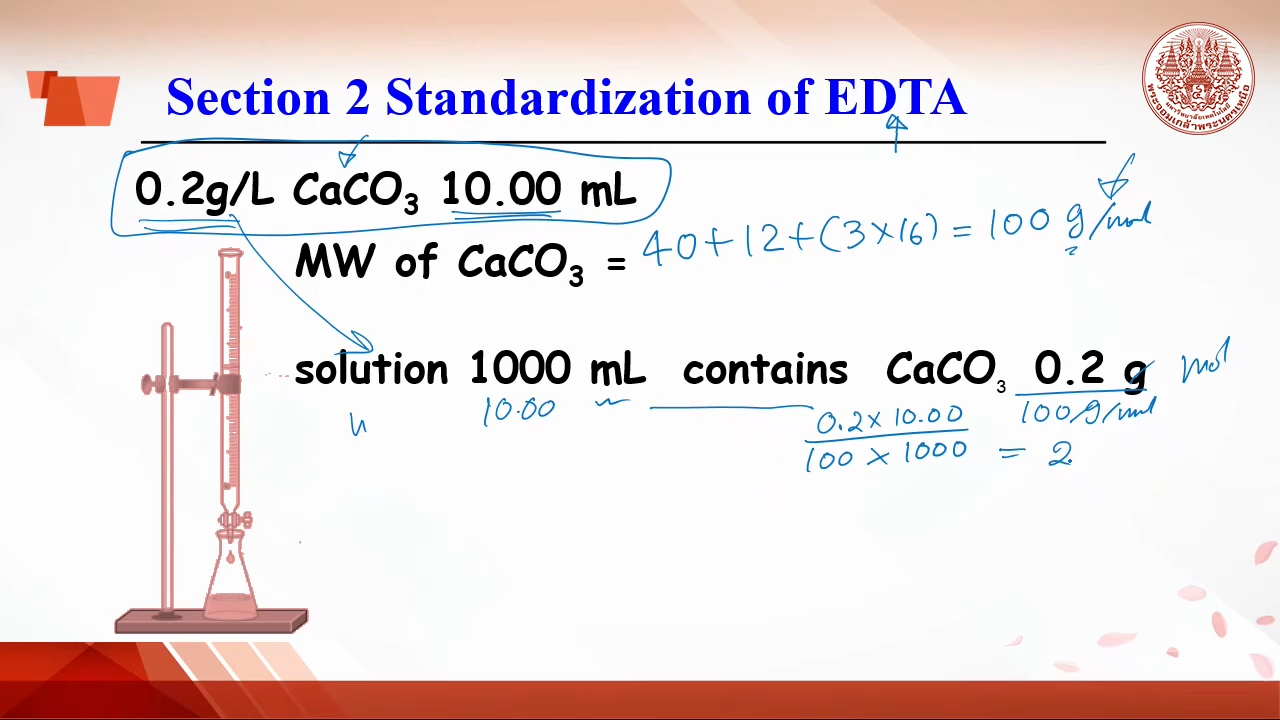 Section 2 Standardization of EDTA
0.2g/L CaCO3 10.00 mL
MW of CaCO3 = 40+12+(3×16) = 100 g/mol
solution 1000 mL contains CaCO3 0.2 g mol
10.00
100 g/mol
0.2 × 10.00
100 × 1000 = 2